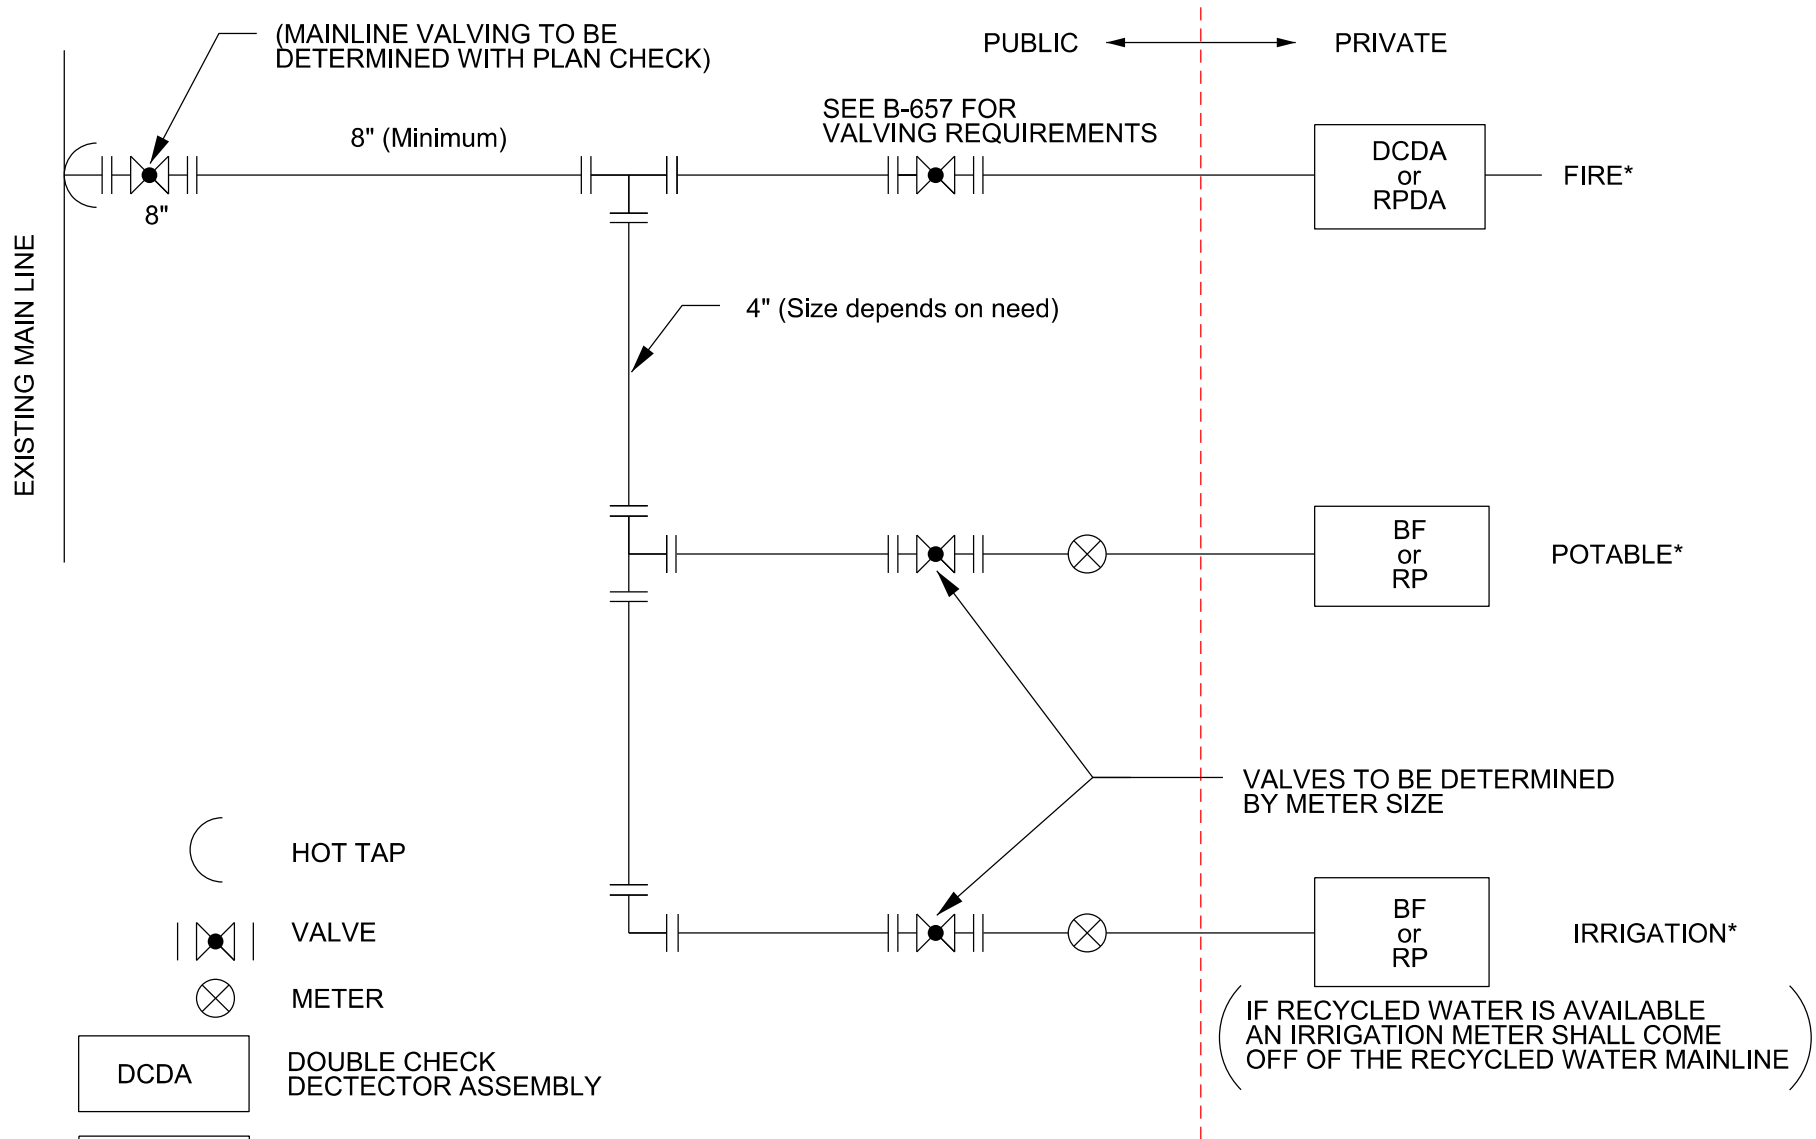 (MAINLINE VALVING TO BE
DETERMINED WITH PLAN CHECK)
PUBLIC
PRIVATE
8" (Minimum)
SEE B-657 FOR
VALVING REQUIREMENTS
DCDA
or
RPDA
FIRE*
8"
EXISTING MAIN LINE
4" (Size depends on need)
BF
or
RP
POTABLE*
VALVES TO BE DETERMINED
BY METER SIZE
BF
or
RP
IRRIGATION*
IF RECYCLED WATER IS AVAILABLE
AN IRRIGATION METER SHALL COME
OFF OF THE RECYCLED WATER MAINLINE
HOT TAP
VALVE
METER
DCDA
DOUBLE CHECK
DECTECTOR ASSEMBLY